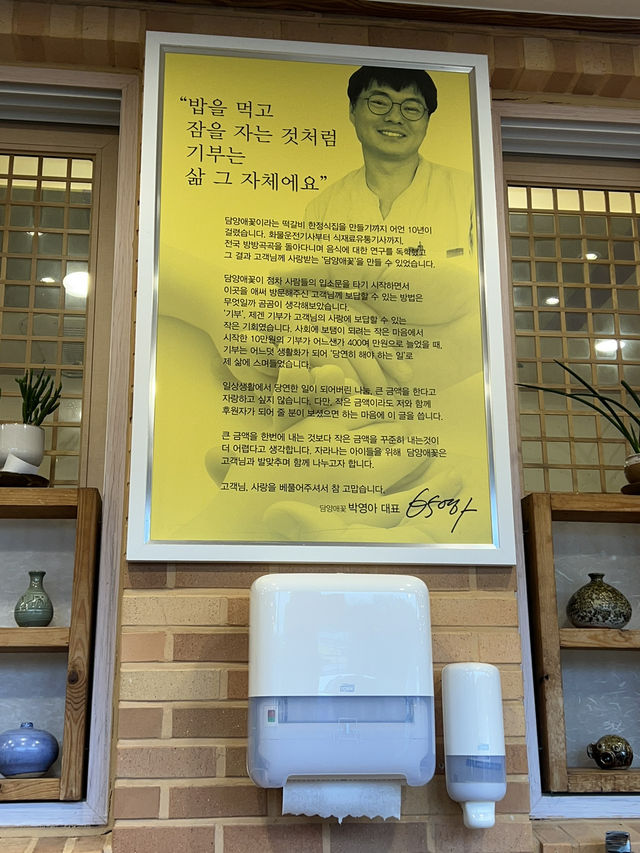 “밥을 먹고
잠을 자는 것처럼
기부는
삶 그 자체에요”
담양애꽃이라는 떡갈비 한정식집을 만들기까지 어언 10년이
걸렸습니다. 화물운전기사부터 식재료유통기사까지,
전국 방방곡곡을 돌아다니며 음식에 대한 연구를 독학했고
그 결과 고객님께 사랑받는 '담양애꽃'을 만들 수 있었습니다.
담양애꽃이 점차 사람들의 입소문을 타기 시작하면서
이곳을 애써 방문해주신 고객님께 보답할 수 있는 방법은
무엇일까 곰곰이 생각해보았습니다.
'기부', 제겐 기부가 고객님의 사랑에 보답할 수 있는
작은 기회였습니다. 사회에 보탬이 되려는 작은 마음에서
시작한 10만원의 기부가 어느샌가 400여 만원으로 늘었을 때,
기부는 어느덧 생활화가 되어 '당연히 해야 하는 일'로
제 삶에 스며들었습니다.
일상생활에서 당연한 일이 되어버린 나눔, 큰 금액을 한다고
자랑하고 싶지 않습니다. 다만, 작은 금액이라도 저와 함께
후원자가 되어 줄 분이 보셨으면 하는 마음에 이 글을 씁니다.
큰 금액을 한번에 내는 것보다 작은 금액을 꾸준히 내는것이
더 어렵다고 생각합니다. 자라나는 아이들을 위해 담양애꽃은
고객님과 발맞추며 함께 나누고자 합니다.
고객님, 사랑을 베풀어주셔서 참 고맙습니다.
담양애꽃 박영아 대표